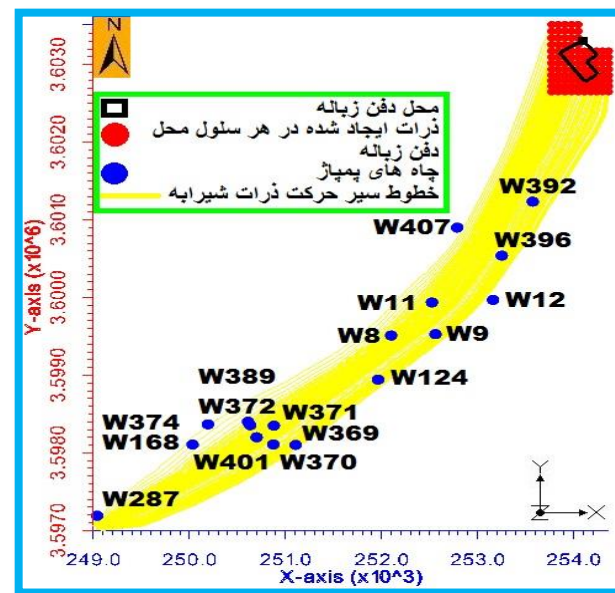 N
محل دفن زباله
ذرات ایجاد شده در هر سلول محل
دفن زباله
چاه های پمپاژ
خطوط سیر حرکت ذرات شیرابه
Y-axis (x10^6)
3.6030
3.6020
3.6010
3.6000
3.5990
3.5980
3.5970
W392
W407
W396
W11
W12
W8
W9
W389
W124
W372
W374
W371
W168
W369
W401
W370
W287
Y
Z
X
249.0 250.0 251.0 252.0 253.0 254.0
X-axis (x10^3)